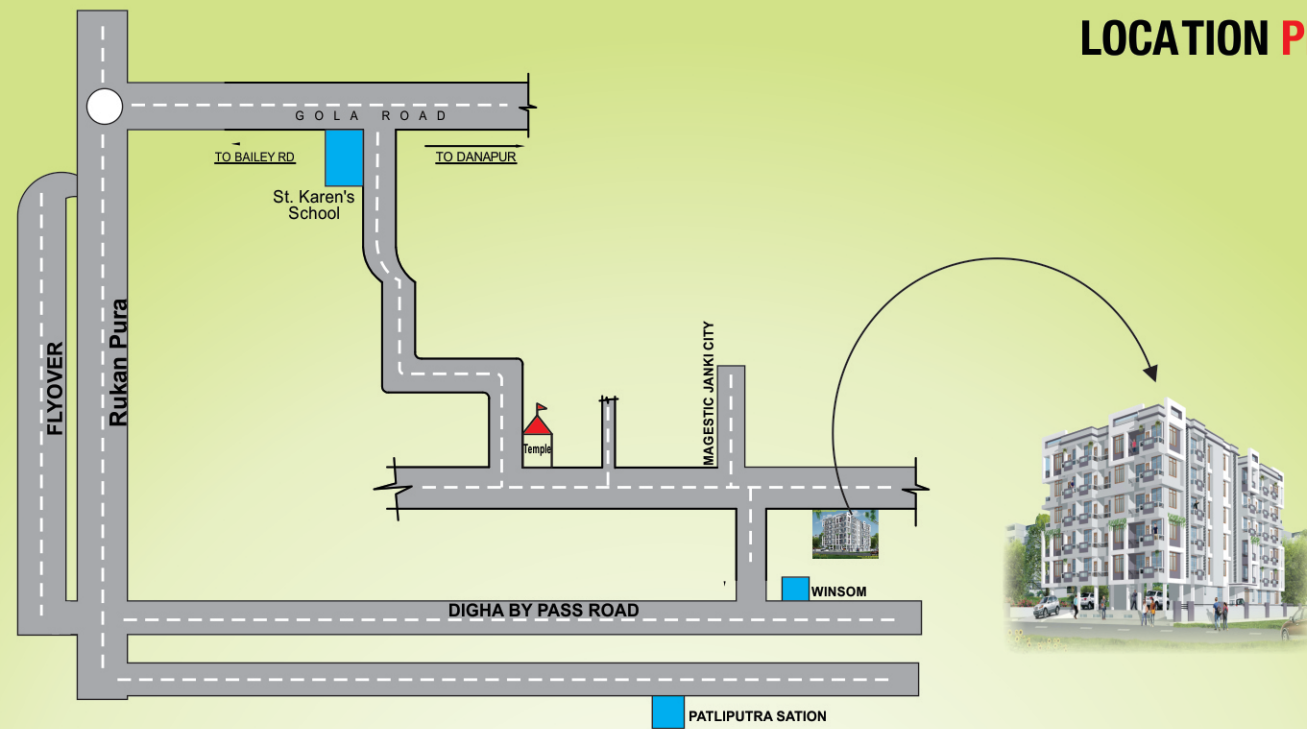 LOCATION P
GOLA ROAD
TO BAILEY RD
TO DANAPUR
St. Karen's
School
FLYOVER
Rukan Pura
MAGESTIC JANKI CITY
Temple
WINSOM
DIGHA BY PASS ROAD
PATLIPUTRA SATION